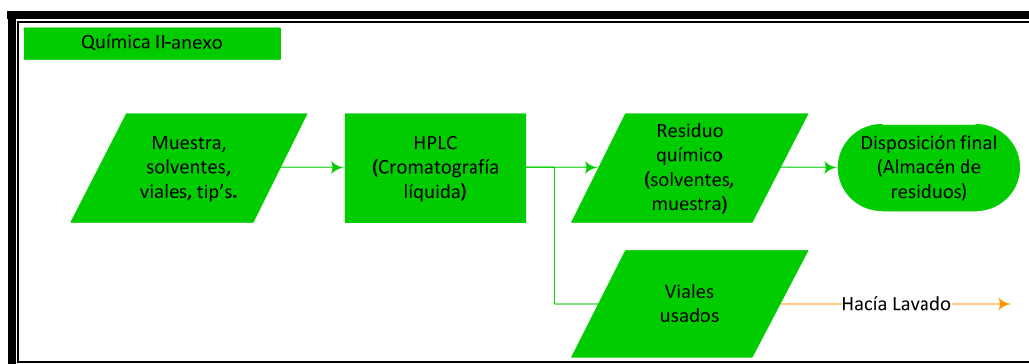 Química II-anexo
Muestra,
solventes,
viales, tip's.
HPLC
(Cromatografía
líquida)
Residuo
químico
(solventes,
muestra)
Disposición final
(Almacén de
residuos)
Viales
usados
Hacía Lavado